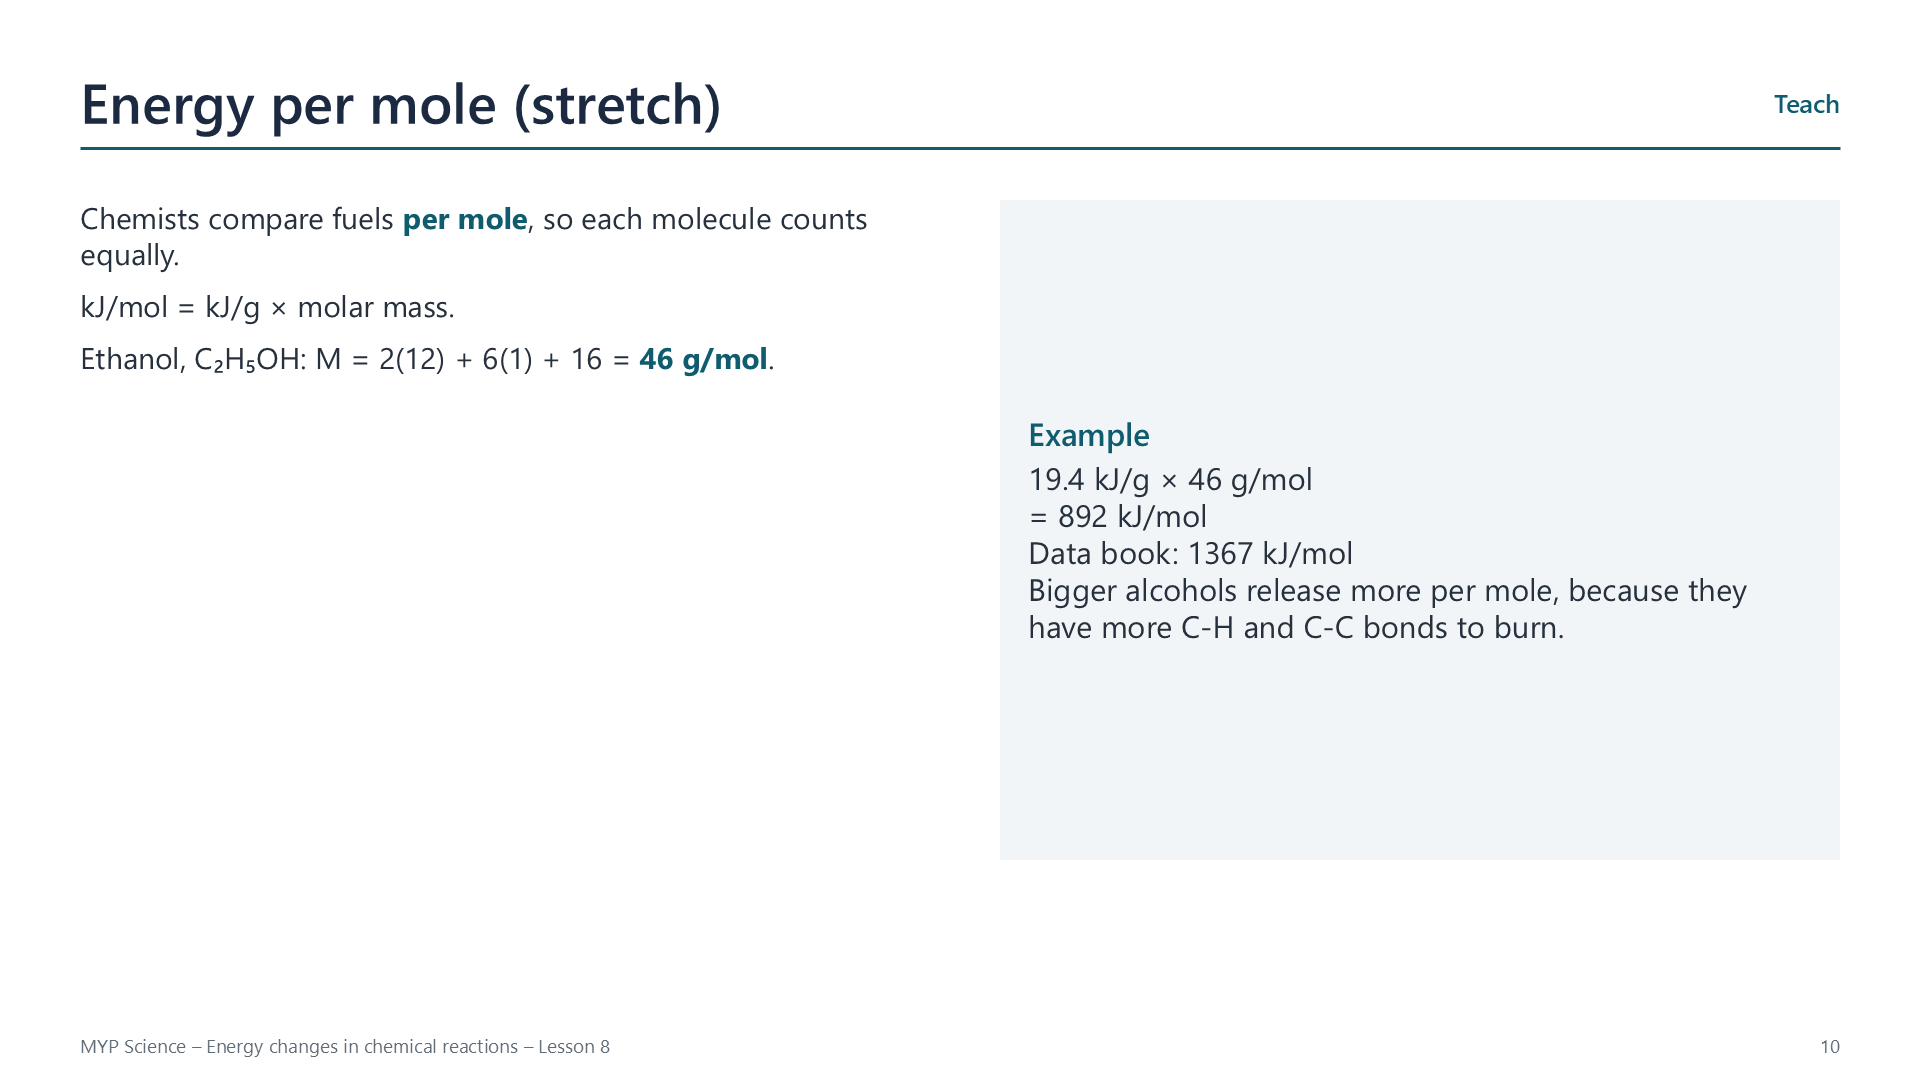 Energy per mole (stretch)
Teach
Chemists compare fuels per mole, so each molecule counts
equally.
kJ/mol = kJ/g × molar mass.
Ethanol, C₂H₅OH: M = 2(12) + 6(1) + 16 = 46 g/mol.
Example
19.4 kJ/g × 46 g/mol
= 892 kJ/mol
Data book: 1367 kJ/mol
Bigger alcohols release more per mole, because they
have more C-H and C-C bonds to burn.
MYP Science – Energy changes in chemical reactions – Lesson 8
10